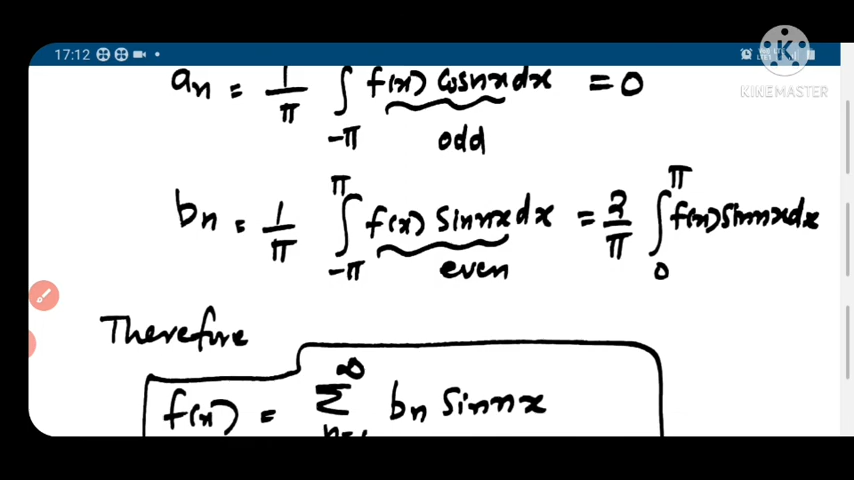 17:12
KINEMASTER
an = 1/π ∫-π f(x) cosnx dx = 0
odd
bn = 1/π ∫-π^π f(x) sinnx dx = 2/π ∫0^π f(x) sinnx dx
even
Therefore
f(x) = Σ n=1 ^∞ bn sinnx